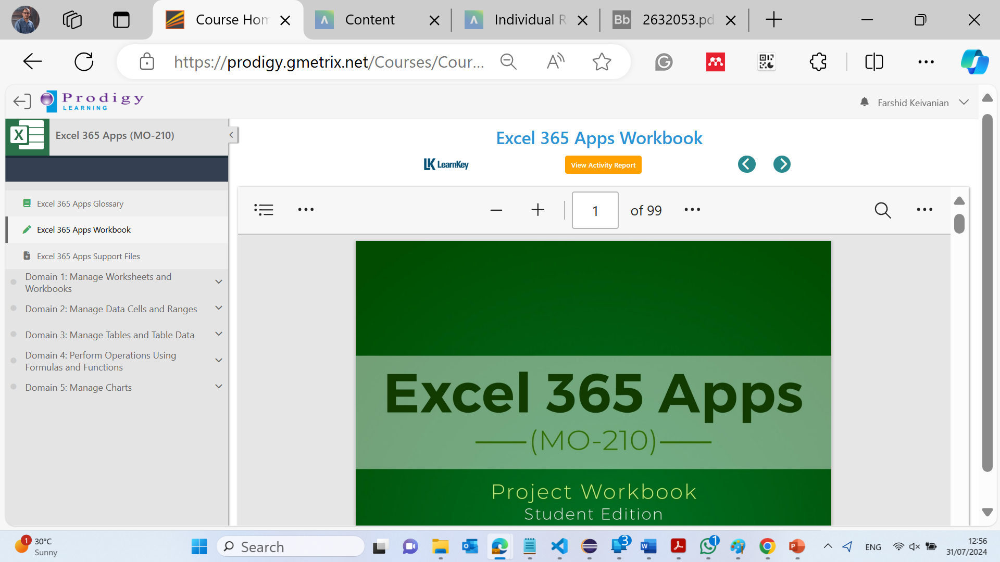 Course Hom
Content
Individual R
Bb
2632053.pd
https://prodigy.gmetrix.net/Courses/Cour...
Prodigy
LEARNING
Farshid Keivanian
Excel 365 Apps (MO-210)
Excel 365 Apps Glossary
Excel 365 Apps Workbook
Excel 365 Apps Support Files
Domain 1: Manage Worksheets and
Workbooks
Domain 2: Manage Data Cells and Ranges
Domain 3: Manage Tables and Table Data
Domain 4: Perform Operations Using
Formulas and Functions
Domain 5: Manage Charts
Excel 365 Apps Workbook
LK LearnKey
View Activity Report
1 of 99
Excel 365 Apps
(MO-210)
Project Workbook
Student Edition
1
30°C
Sunny
Search
3
1
ENG
12:56
31/07/2024